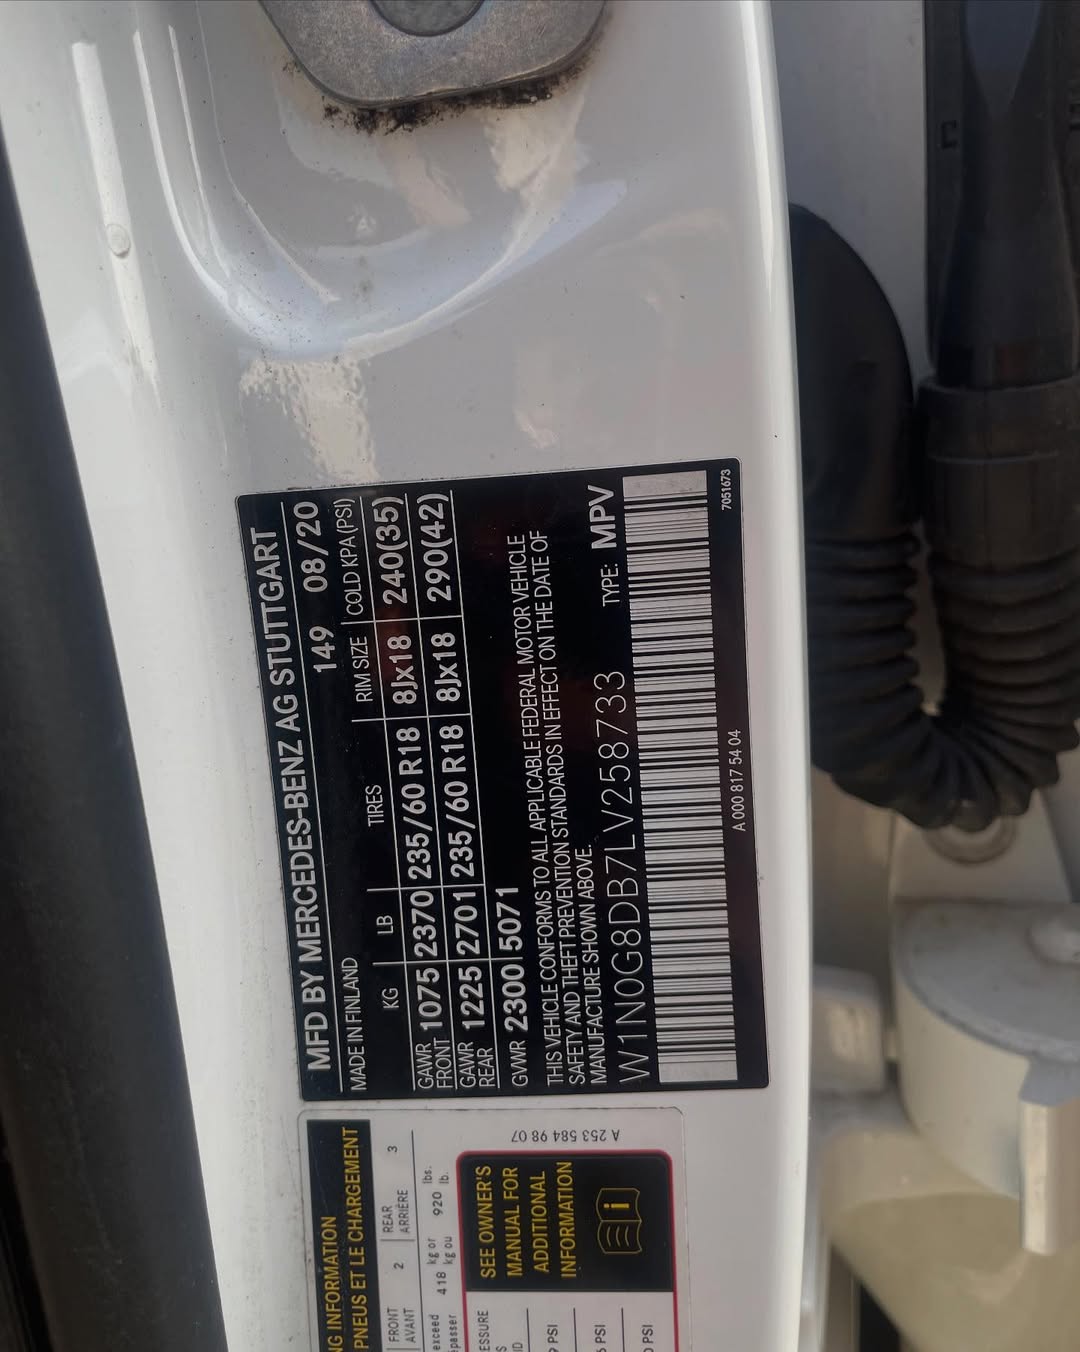 MFD BY MERCEDES-BENZ AG STUTTGART
MADE IN FINLAND 149 08/20
KG LB TIRES RIM SIZE COLD KPA(PSI)
GAWR FRONT 1075 2370 235/60 R18 8Jx18 240(35)
GAWR REAR 1225 2701 235/60 R18 8Jx18 290(42)
GVWR 2300 5071
THIS VEHICLE CONFORMS TO ALL APPLICABLE FEDERAL MOTOR VEHICLE
SAFETY AND THEFT PREVENTION STANDARDS IN EFFECT ON THE DATE OF
MANUFACTURE SHOWN ABOVE. TYPE: MPV
W1N0G8DB7LV258733
A 000 817 54 04 7051673
NG INFORMATION
PNEUS ET LE CHARGEMENT
FRONT AVANT 2 REAR ARRIÈRE 3
exceed 418 kg or 920 lbs.
kg ou lb.
A 253 584 98 07
SEE OWNER'S
MANUAL FOR
ADDITIONAL
INFORMATION
PSI
PSI
PSI